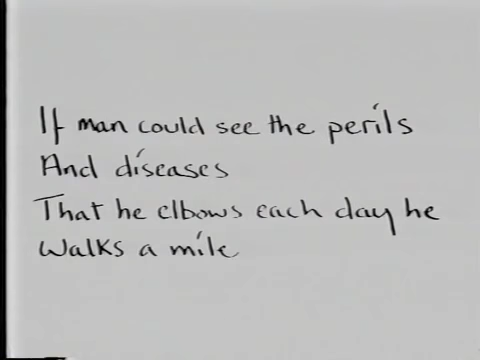 If man could see the perils
And diseases
That he elbows each day he
Walks a mile